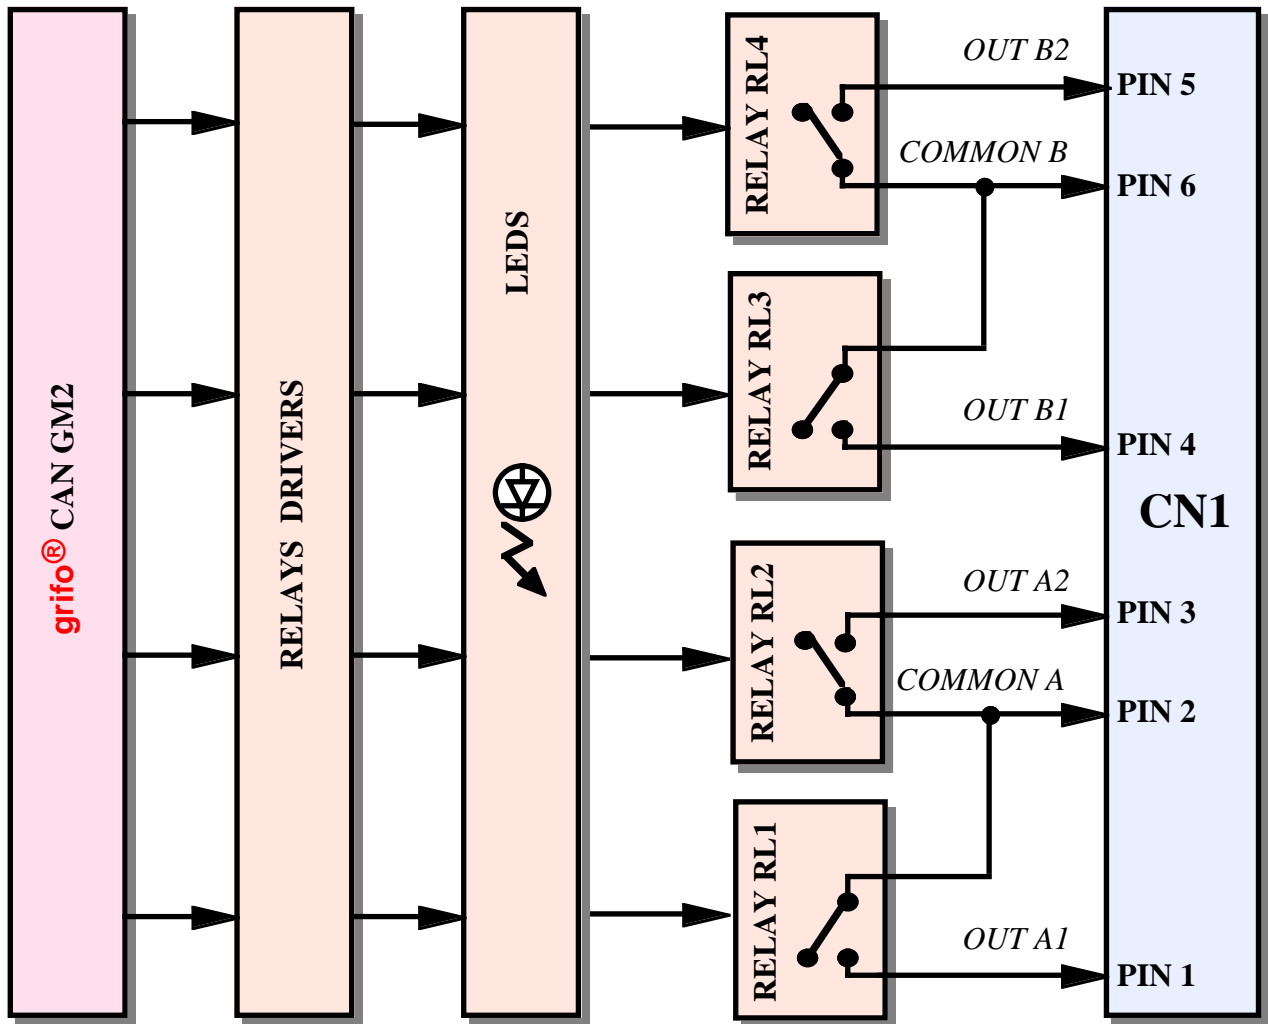 grifo® CAN GM2
RELAYS DRIVERS
LEDS
RELAY RL4
OUT B2
PIN 5
COMMON B
PIN 6
RELAY RL3
OUT B1
PIN 4
CN1
RELAY RL2
OUT A2
PIN 3
COMMON A
PIN 2
RELAY RL1
OUT A1
PIN 1